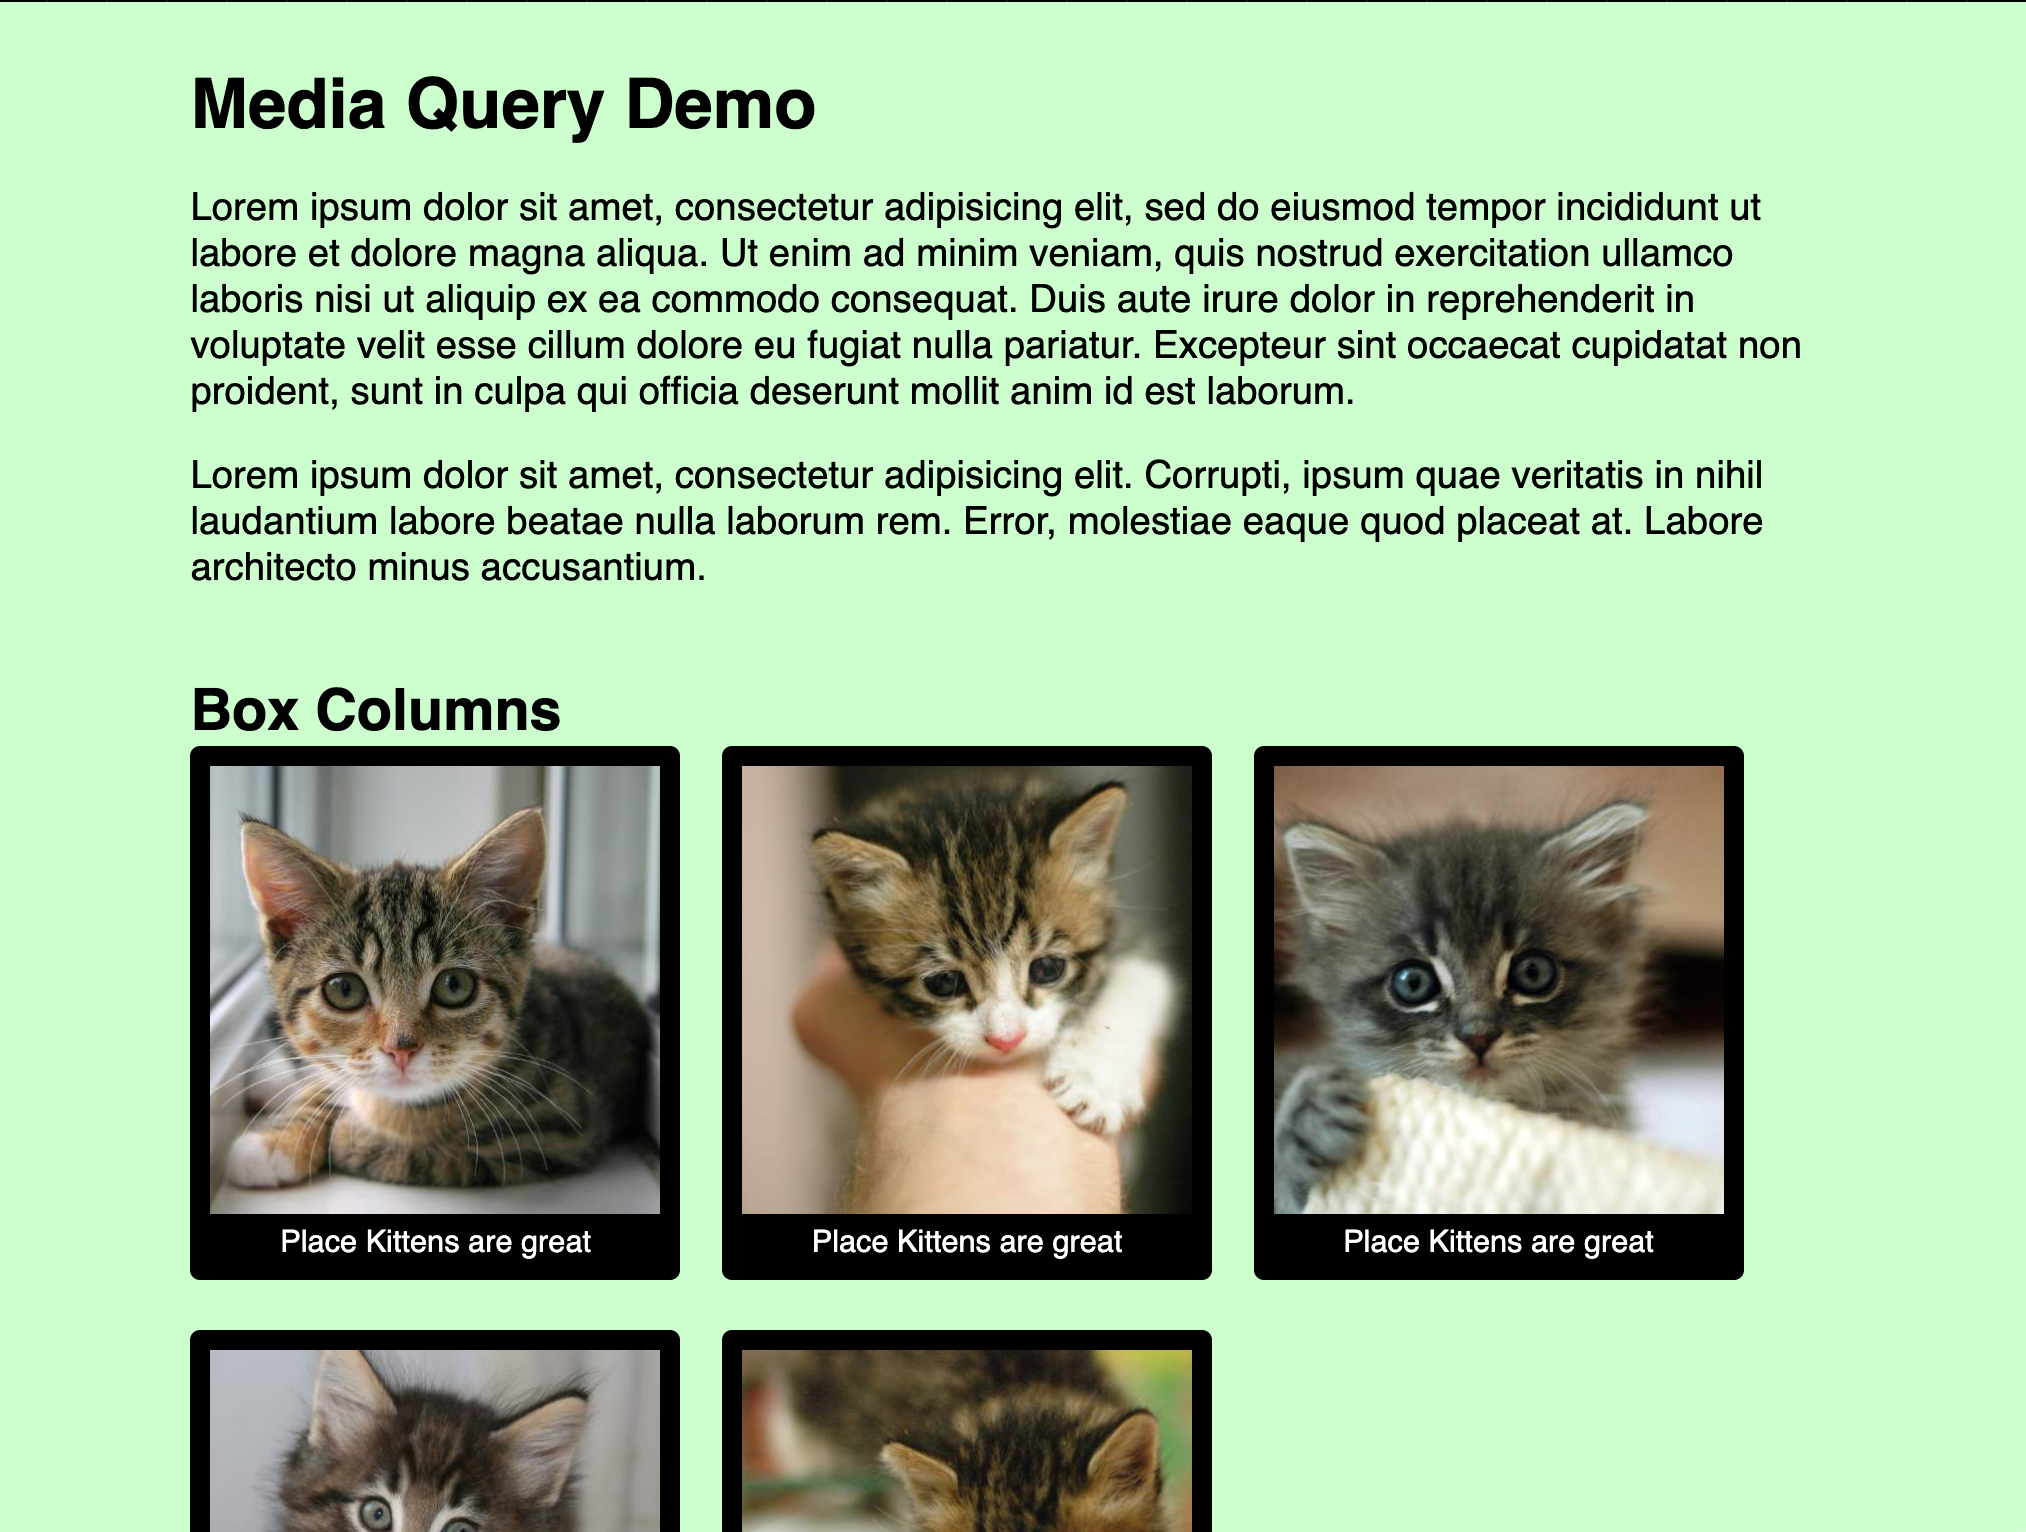 Media Query Demo
Lorem ipsum dolor sit amet, consectetur adipisicing elit, sed do eiusmod tempor incididunt ut
labore et dolore magna aliqua. Ut enim ad minim veniam, quis nostrud exercitation ullamco
laboris nisi ut aliquip ex ea commodo consequat. Duis aute irure dolor in reprehenderit in
voluptate velit esse cillum dolore eu fugiat nulla pariatur. Excepteur sint occaecat cupidatat non
proident, sunt in culpa qui officia deserunt mollit anim id est laborum.
Lorem ipsum dolor sit amet, consectetur adipisicing elit. Corrupti, ipsum quae veritatis in nihil
laudantium labore beatae nulla laborum rem. Error, molestiae eaque quod placeat at. Labore
architecto minus accusantium.
Box Columns
Place Kittens are great
Place Kittens are great
Place Kittens are great